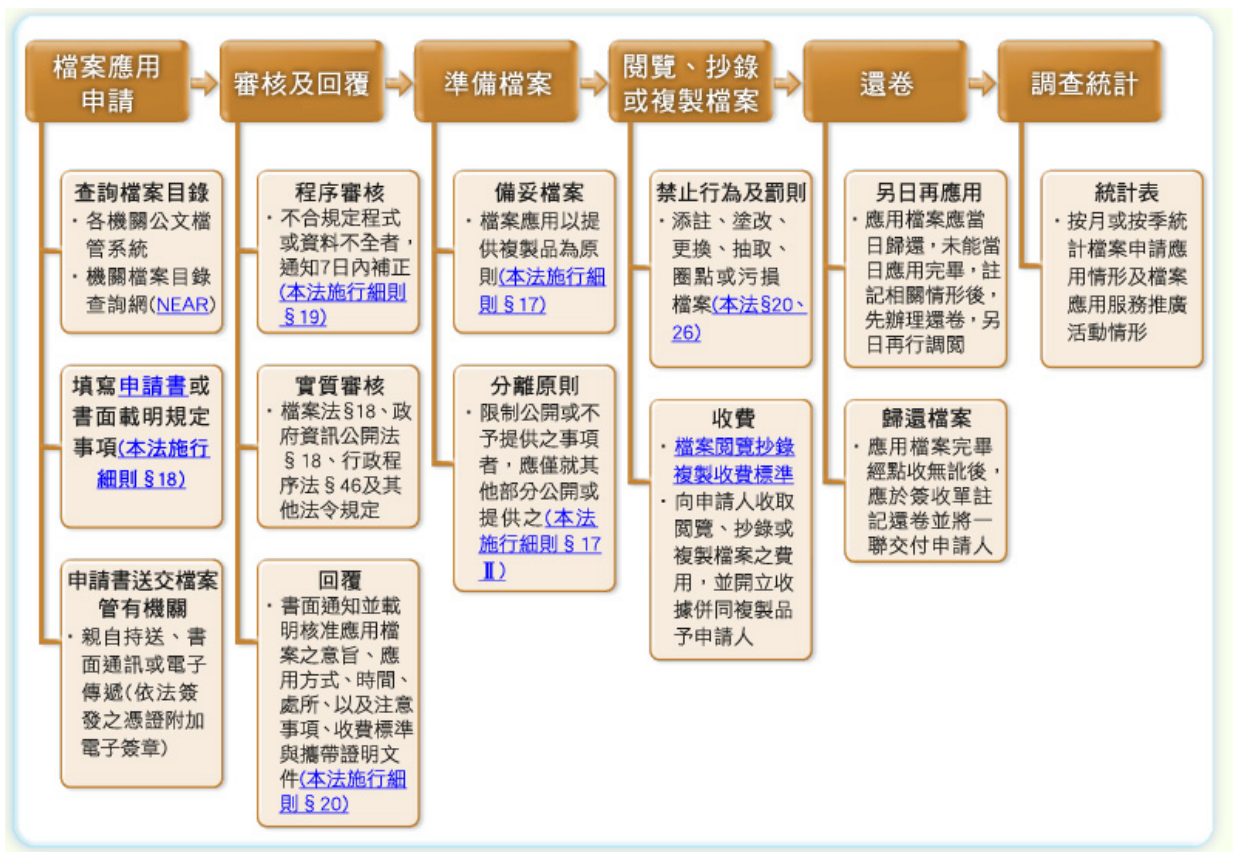 檔案應用
申請
審核及回覆
準備檔案
閱覽、抄錄
或複製檔案
還卷
調查統計
查詢檔案目錄
・各機關公文檔
管系統
・機關檔案目錄
查詢網(NEAR)
填寫申請書或
書面載明規定
事項(本法施行
細則§18)
申請書送交檔案
管有機關
・親自持送、書
面通訊或電子
傳遞(依法簽
發之憑證附加
電子簽章)
程序審核
・不合規定程式
或資料不全者,
通知7日內補正
(本法施行細則
§19)
實質審核
・檔案法§18、政
府資訊公開法
§18、行政程
序法§46及其
他法令規定
回覆
・書面通知並載
明核准應用檔
案之意旨、應
用方式、時間、
處所、以及注意
事項、收費標準
與攜帶證明文
件(本法施行細
則§20)
備妥檔案
・檔案應用以提
供複製品為原
則(本法施行細
則§17)
分離原則
・限制公開或不
予提供之事項
者,應僅就其
他部分公開或
提供之(本法
施行細則§17
Ⅱ)
禁止行為及罰則
・添註、塗改、
更換、抽取、
圈點或污損
檔案(本法§20、
26)
收費
・檔案閱覽抄錄
複製收費標準
・向申請人收取
閱覽、抄錄或
複製檔案之費
用,並開立收
據併同複製品
予申請人
另日再應用
・應用檔案應當
日歸還,未能當
日應用完畢,註
記相關情形後,
先辦理還卷,另
日再行調閱
歸還檔案
・應用檔案完畢
經點收無訛後,
應於簽收單註
記還卷並將一
聯交付申請人
統計表
・按月或按季統
計檔案申請應
用情形及檔案
應用服務推廣
活動情形